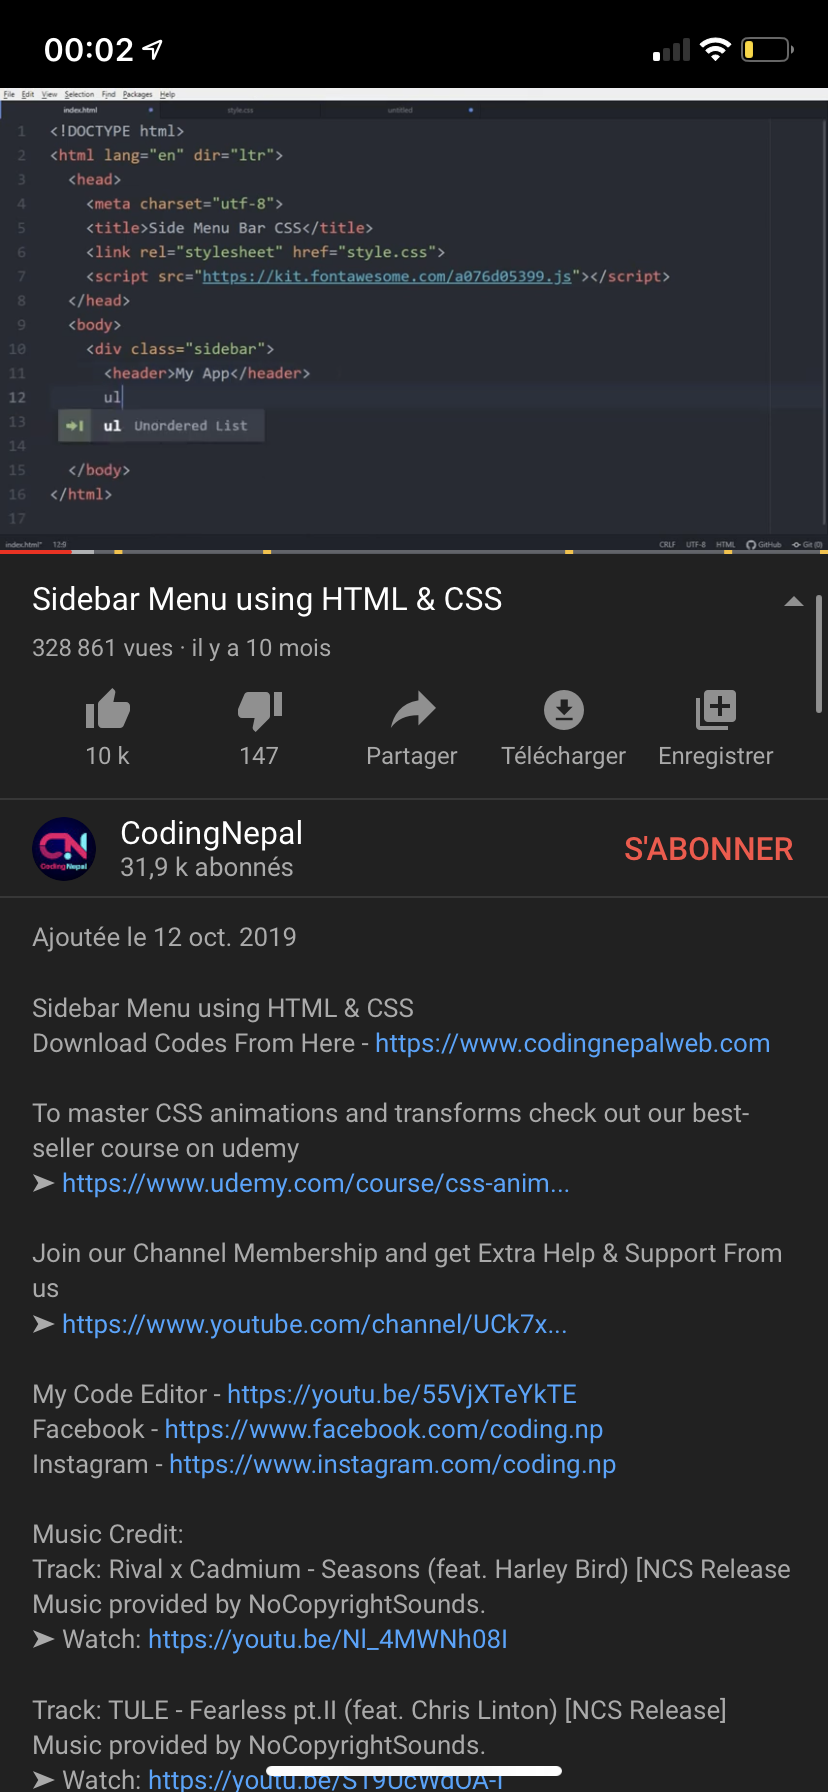 00:02
File Edit View Selection Find Packages Help
index.html style.css untitled
1 <!DOCTYPE html>
2 <html lang="en" dir="ltr">
3 <head>
4 <meta charset="utf-8">
5 <title>Side Menu Bar CSS</title>
6 <link rel="stylesheet" href="style.css">
7 <script src="https://kit.fontawesome.com/a076d05399.js"></script>
8 </head>
9 <body>
10 <div class="sidebar">
11 <header>My App</header>
12 ul
13 ul Unordered List
14
15 </body>
16 </html>
17
index.html* 12:9 CRLF UTF-8 HTML GitHub Git (0)
Sidebar Menu using HTML & CSS
328 861 vues · il y a 10 mois
10 k 147 Partager Télécharger Enregistrer
CN
Coding Nepal
CodingNepal
31,9 k abonnés
S'ABONNER
Ajoutée le 12 oct. 2019
Sidebar Menu using HTML & CSS
Download Codes From Here - https://www.codingnepalweb.com
To master CSS animations and transforms check out our best-
seller course on udemy
➤ https://www.udemy.com/course/css-anim...
Join our Channel Membership and get Extra Help & Support From
us
➤ https://www.youtube.com/channel/UCk7x...
My Code Editor - https://youtu.be/55VjXTeYkTE
Facebook - https://www.facebook.com/coding.np
Instagram - https://www.instagram.com/coding.np
Music Credit:
Track: Rival x Cadmium - Seasons (feat. Harley Bird) [NCS Release
Music provided by NoCopyrightSounds.
➤ Watch: https://youtu.be/Nl_4MWNh08I
Track: TULE - Fearless pt.II (feat. Chris Linton) [NCS Release]
Music provided by NoCopyrightSounds.
➤ Watch: